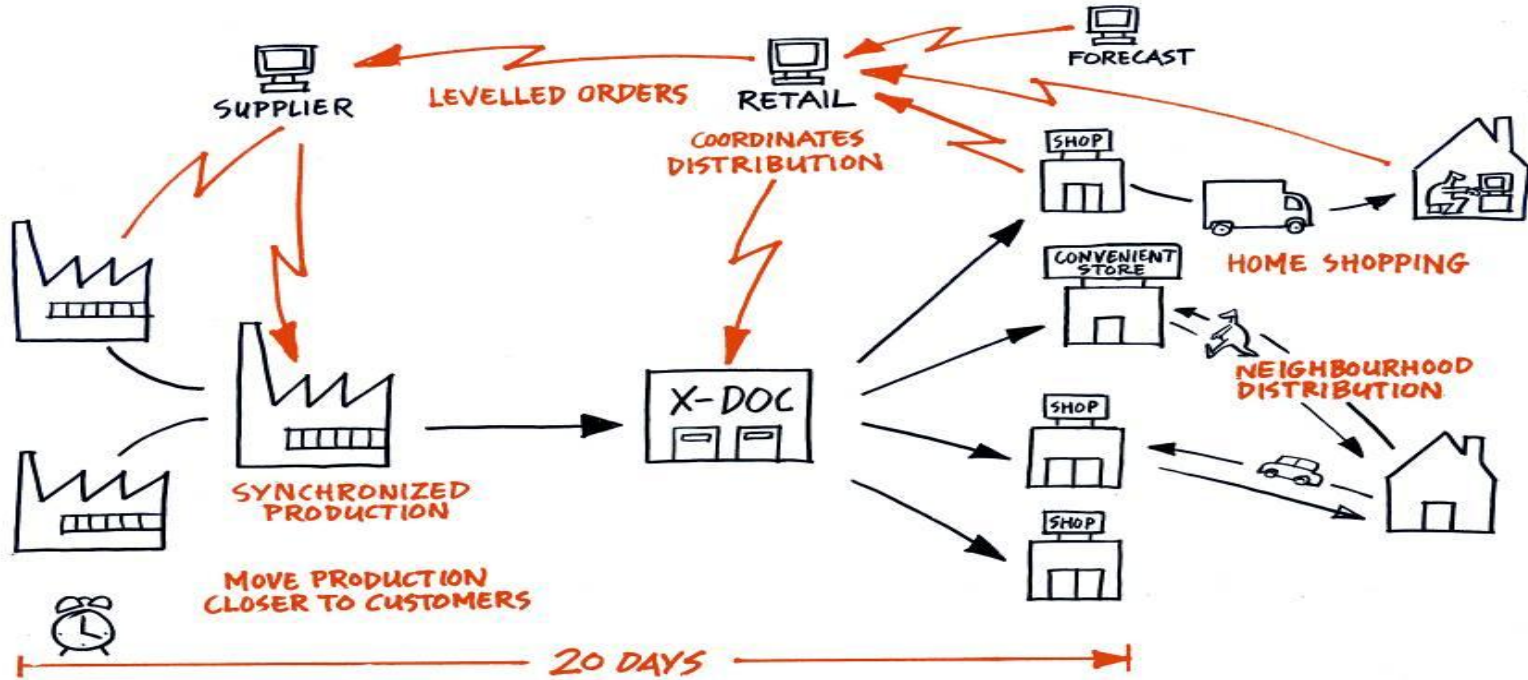 FORECAST
SUPPLIER
LEVELLED ORDERS
RETAIL
COORDINATES
DISTRIBUTION
SHOP
CONVENIENT
STORE
HOME SHOPPING
NEIGHBOURHOOD
DISTRIBUTION
X-DOC
SHOP
SYNCHRONIZED
PRODUCTION
SHOP
MOVE PRODUCTION
CLOSER TO CUSTOMERS
20 DAYS